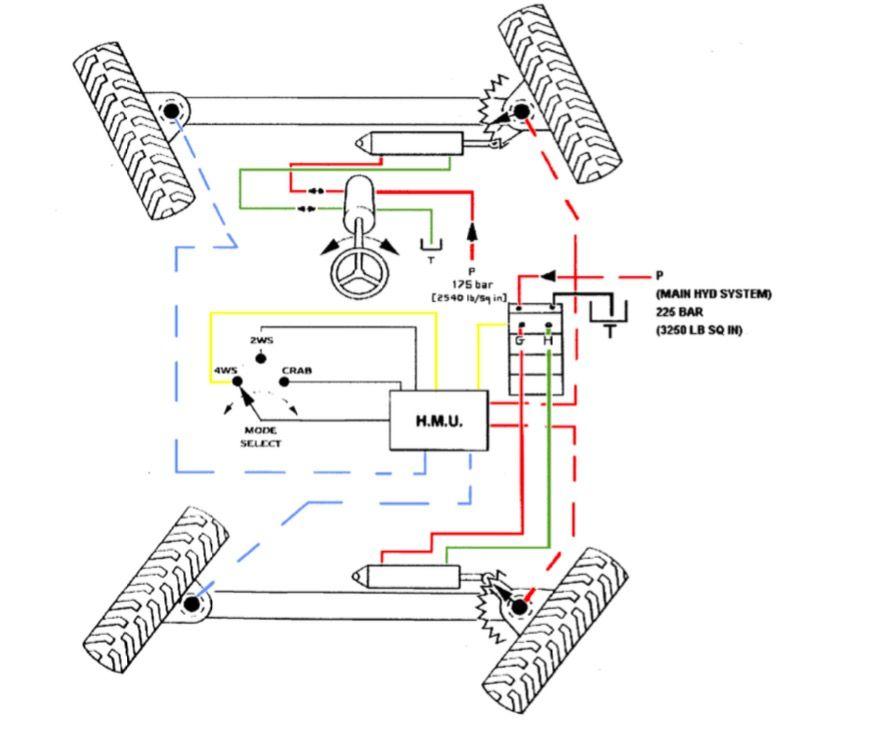 T
P
175 bar
[2540 lb/sq in]
P
(MAIN HYD SYSTEM)
225 BAR
(3250 LB SQ IN)
T
G H
2WS
4WS
CRAB
MODE
SELECT
H.M.U.